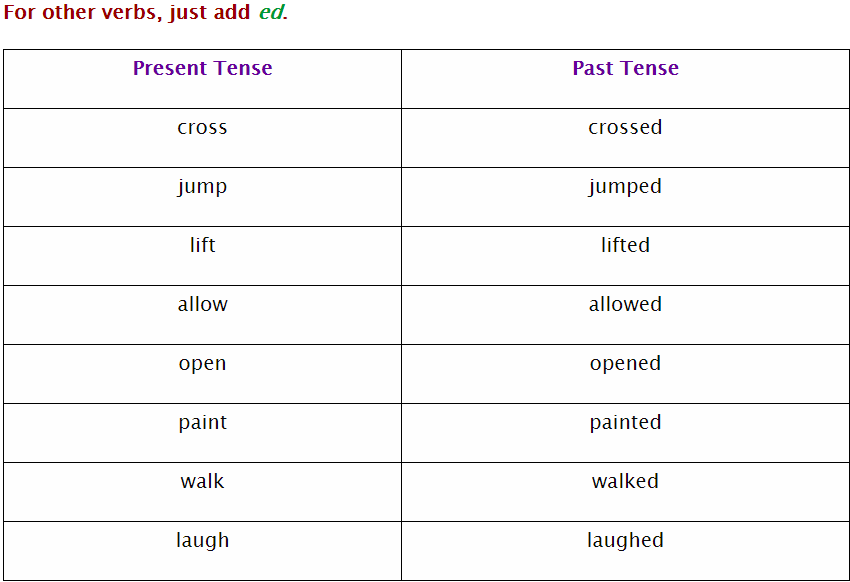 For other verbs, just add ed.
Present Tense Past Tense
cross crossed
jump jumped
lift lifted
allow allowed
open opened
paint painted
walk walked
laugh laughed